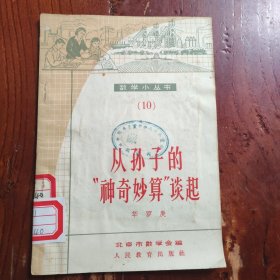 数学小丛书
(10)
从孙子的
"神奇妙算"谈起
华罗庚
北京市数学会编
人民教育出版社